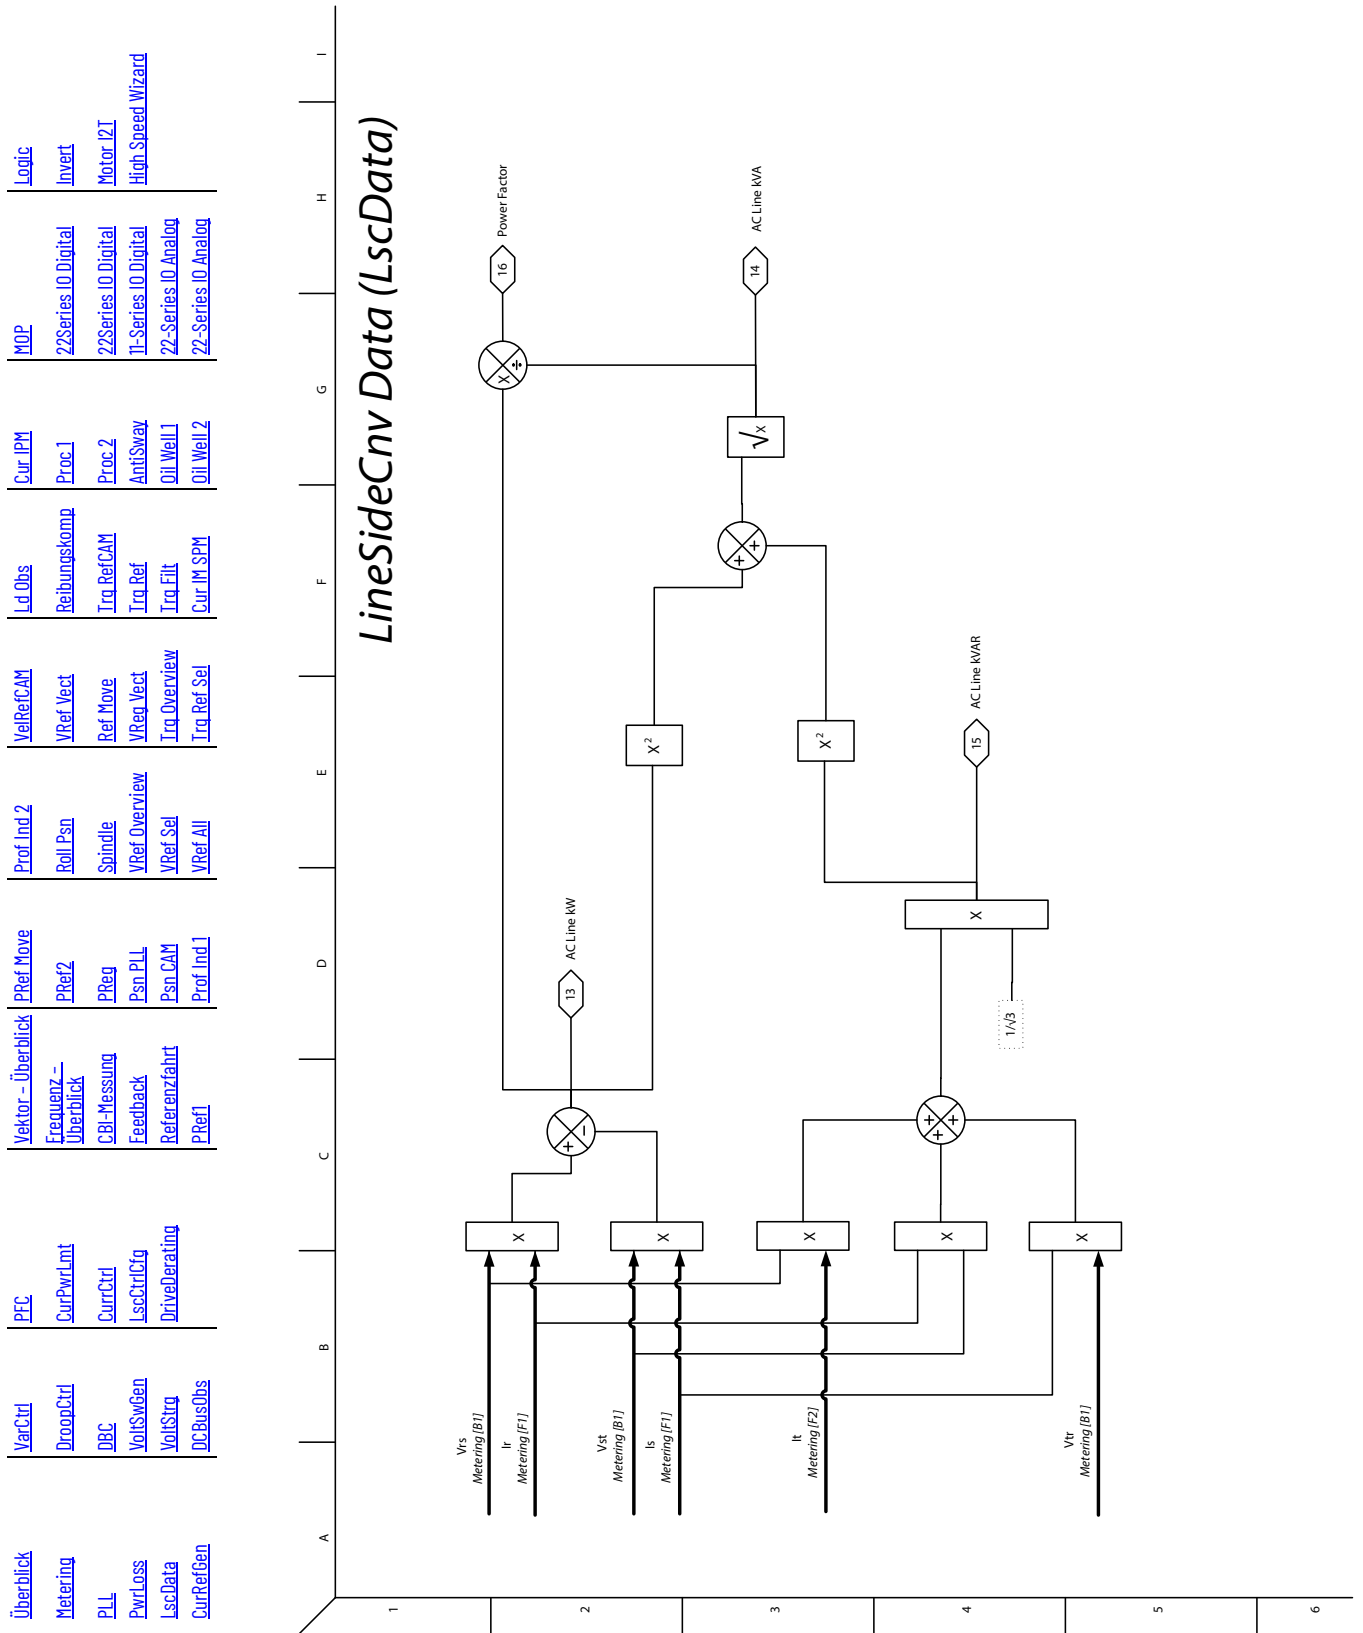 Überblick
Metering
PLL
PwrLoss
LscData
CurRefGen
VarCtrl
DroopCtrl
DBC
VoltSwGen
VoltStrg
DCBusObs
PFC
CurPwrLmt
CurrCtrl
LscCtrlCfg
DriveDerating
Vektor – Überblick
Frequenz –
Überblick
CBI-Messung
Feedback
Referenzfahrt
PRef1
PRef Move
PRef2
PReg
Psn PLL
Psn CAM
Prof Ind 1
Prof Ind 2
Roll Psn
Spindle
VRef Overview
VRef Sel
VRef All
VelRefCAM
VRef Vect
Ref Move
VReg Vect
Trq Overview
Trq Ref Sel
Ld Obs
Reibungskomp
Trq RefCAM
Trq Ref
Trq Filt
Cur IM SPM
Cur IPM
Proc 1
Proc 2
AntiSway
Oil Well 1
Oil Well 2
MOP
22Series IO Digital
22Series IO Digital
11-Series IO Digital
22-Series IO Analog
22-Series IO Analog
Logic
Invert
Motor I2T
High Speed Wizard
A
B
C
D
E
F
G
H
I
LineSideCnv Data (LscData)
1
2
3
4
5
6
Vrs
Metering [B1]
Ir
Metering [F1]
Vst
Metering [B1]
Is
Metering [F1]
It
Metering [F2]
Vtr
Metering [B1]
X
X
X
X
X
+
–
+
+
+
13
AC Line kW
1/√3
X
15
AC Line kVAR
X²
X²
+
+
√x
X
÷
16
Power Factor
14
AC Line kVA